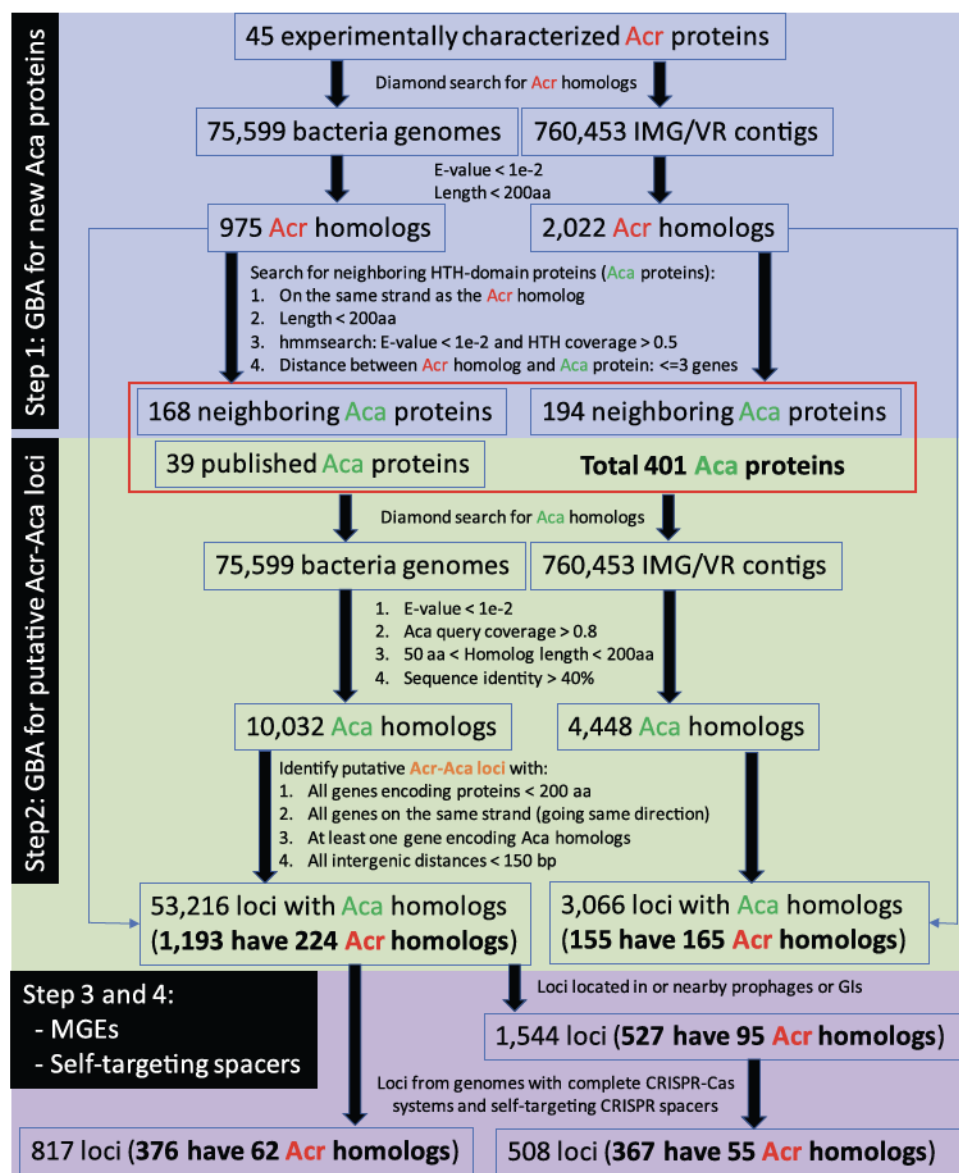 Step 1: GBA for new Aca proteins
45 experimentally characterized Acr proteins
Diamond search for Acr homologs
75,599 bacteria genomes
760,453 IMG/VR contigs
E-value < 1e-2
Length < 200aa
975 Acr homologs
2,022 Acr homologs
Search for neighboring HTH-domain proteins (Aca proteins):
1. On the same strand as the Acr homolog
2. Length < 200aa
3. hmmsearch: E-value < 1e-2 and HTH coverage > 0.5
4. Distance between Acr homolog and Aca protein: <=3 genes
168 neighboring Aca proteins
194 neighboring Aca proteins
39 published Aca proteins
Total 401 Aca proteins
Step2: GBA for putative Acr-Aca loci
Diamond search for Aca homologs
75,599 bacteria genomes
760,453 IMG/VR contigs
1. E-value < 1e-2
2. Aca query coverage > 0.8
3. 50 aa < Homolog length < 200aa
4. Sequence identity > 40%
10,032 Aca homologs
4,448 Aca homologs
Identify putative Acr-Aca loci with:
1. All genes encoding proteins < 200 aa
2. All genes on the same strand (going same direction)
3. At least one gene encoding Aca homologs
4. All intergenic distances < 150 bp
53,216 loci with Aca homologs
(1,193 have 224 Acr homologs)
3,066 loci with Aca homologs
(155 have 165 Acr homologs)
Step 3 and 4:
- MGEs
- Self-targeting spacers
Loci located in or nearby prophages or GIs
1,544 loci (527 have 95 Acr homologs)
Loci from genomes with complete CRISPR-Cas
systems and self-targeting CRISPR spacers
817 loci (376 have 62 Acr homologs)
508 loci (367 have 55 Acr homologs)